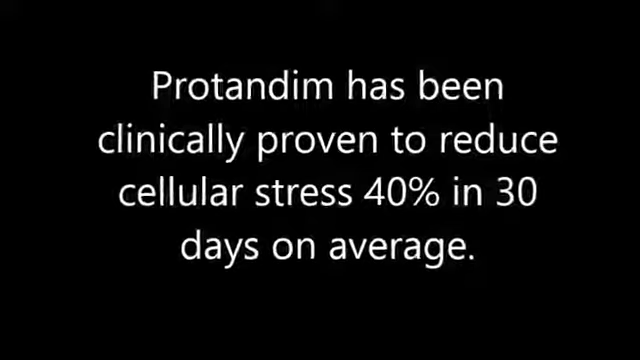 Protandim has been
clinically proven to reduce
cellular stress 40% in 30
days on average.